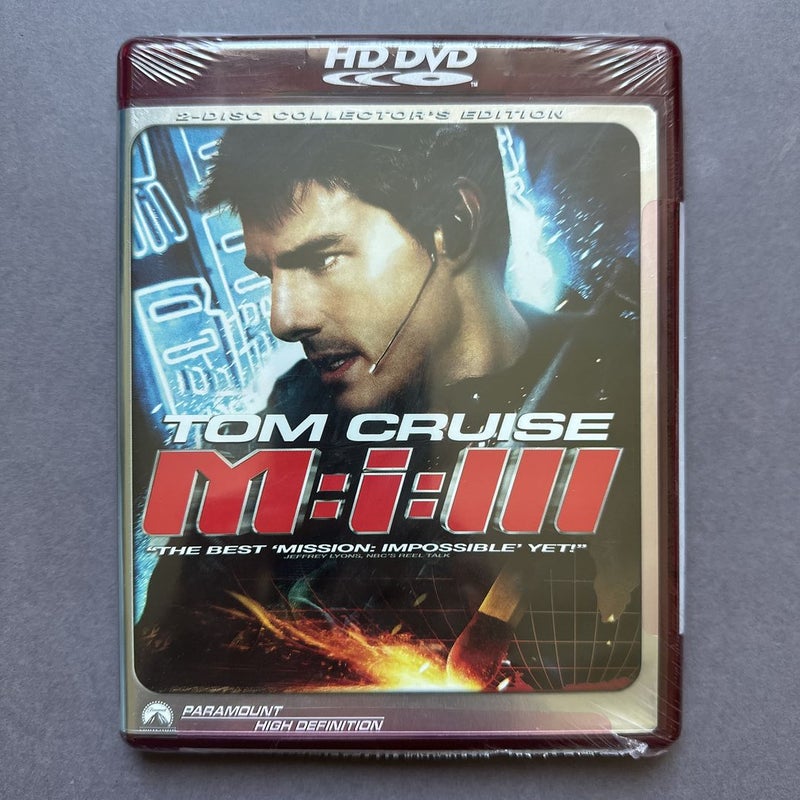 HD DVD
TM
2-DISC COLLECTOR'S EDITION
TOM CRUISE
M:i:III
"THE BEST 'MISSION: IMPOSSIBLE' YET!"
JEFFREY LYONS, NBC'S REEL TALK
PARAMOUNT
HIGH DEFINITION